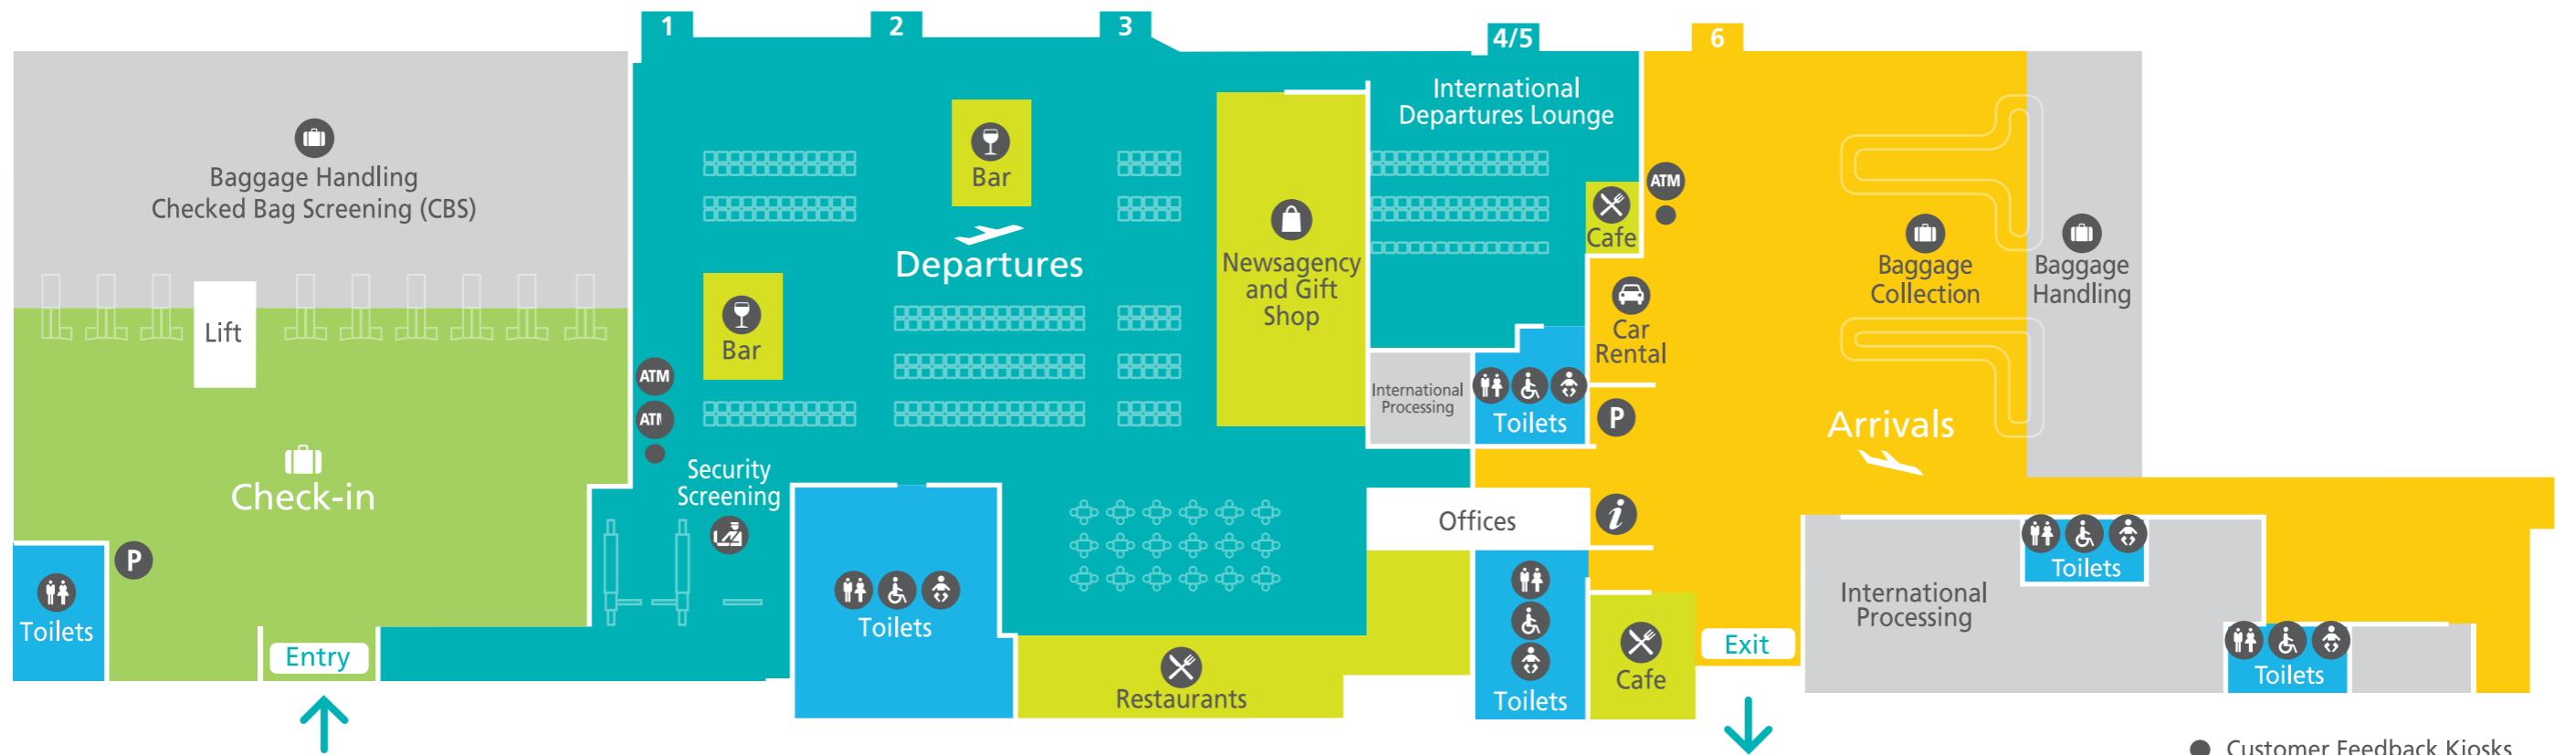 1
2
3
4/5
6
International
Departures Lounge
Baggage Handling
Checked Bag Screening (CBS)
Bar
ATM
Cafe
Departures
Newsagency
and Gift
Shop
Baggage
Collection
Baggage
Handling
Lift
Bar
Car
Rental
ATM
International
Processing
Toilets
P
Arrivals
ATM
Security
Screening
Check-in
Offices
i
P
Toilets
Toilets
Toilets
International
Processing
Toilets
Entry
Restaurants
Toilets
Cafe
Exit
Toilets
Customer Feedback Kiosks